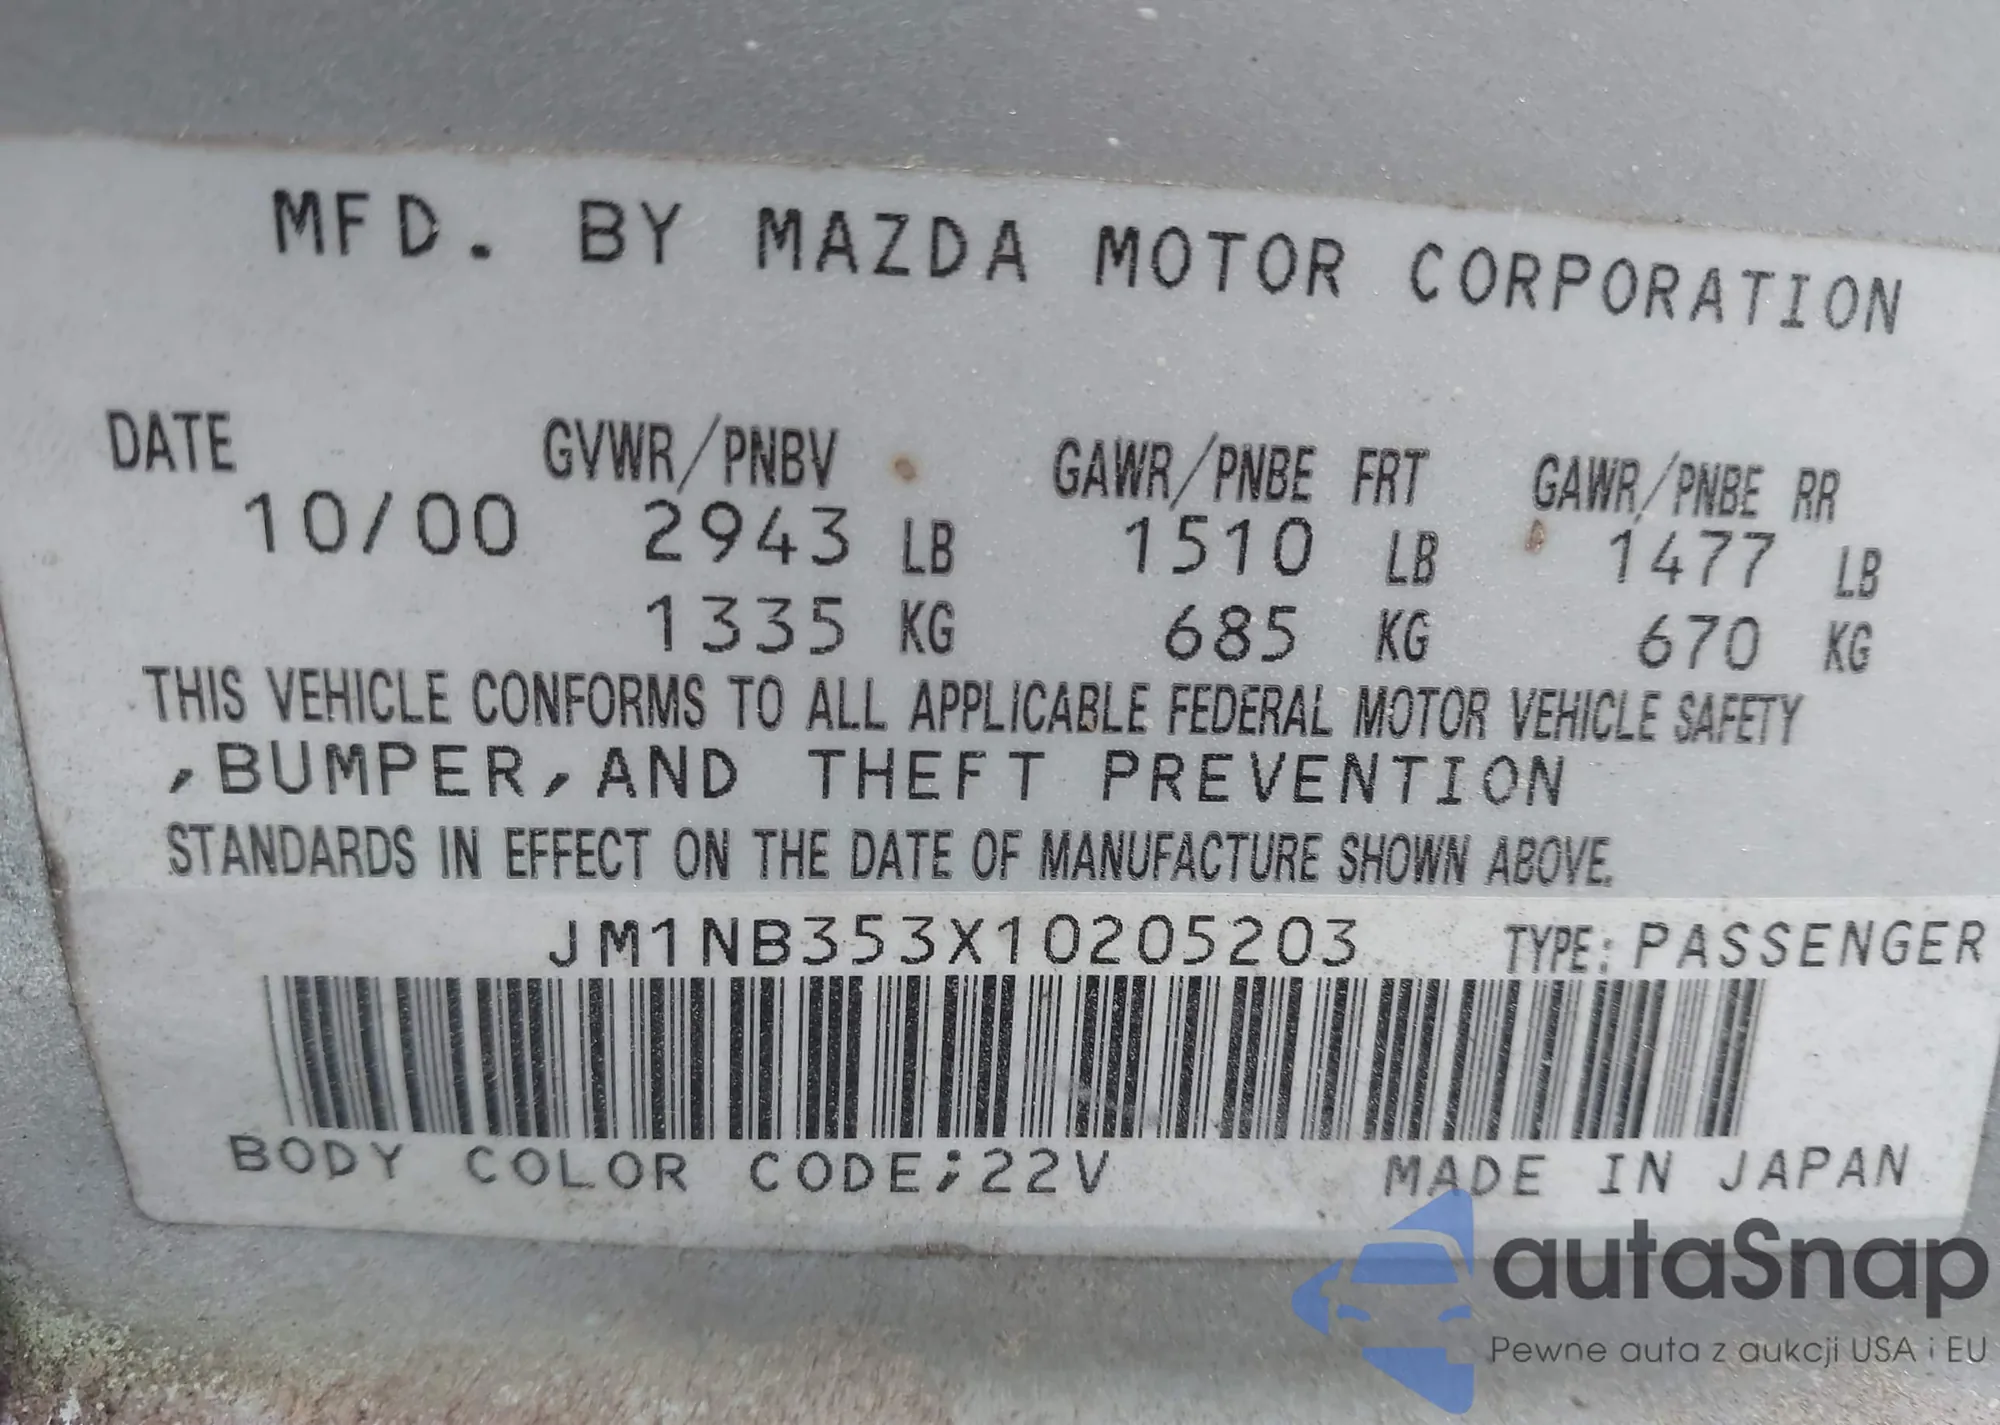 MFD. BY MAZDA MOTOR CORPORATION
DATE GVWR/PNBV GAWR/PNBE FRT GAWR/PNBE RR
10/00 2943 LB 1510 LB 1477 LB
1335 KG 685 KG 670 KG
THIS VEHICLE CONFORMS TO ALL APPLICABLE FEDERAL MOTOR VEHICLE SAFETY
,BUMPER,AND THEFT PREVENTION
STANDARDS IN EFFECT ON THE DATE OF MANUFACTURE SHOWN ABOVE.
JM1NB353X10205203 TYPE: PASSENGER
BODY COLOR CODE;22V MADE IN JAPAN
autaSnap
Pewne auta z aukcji USA i EU